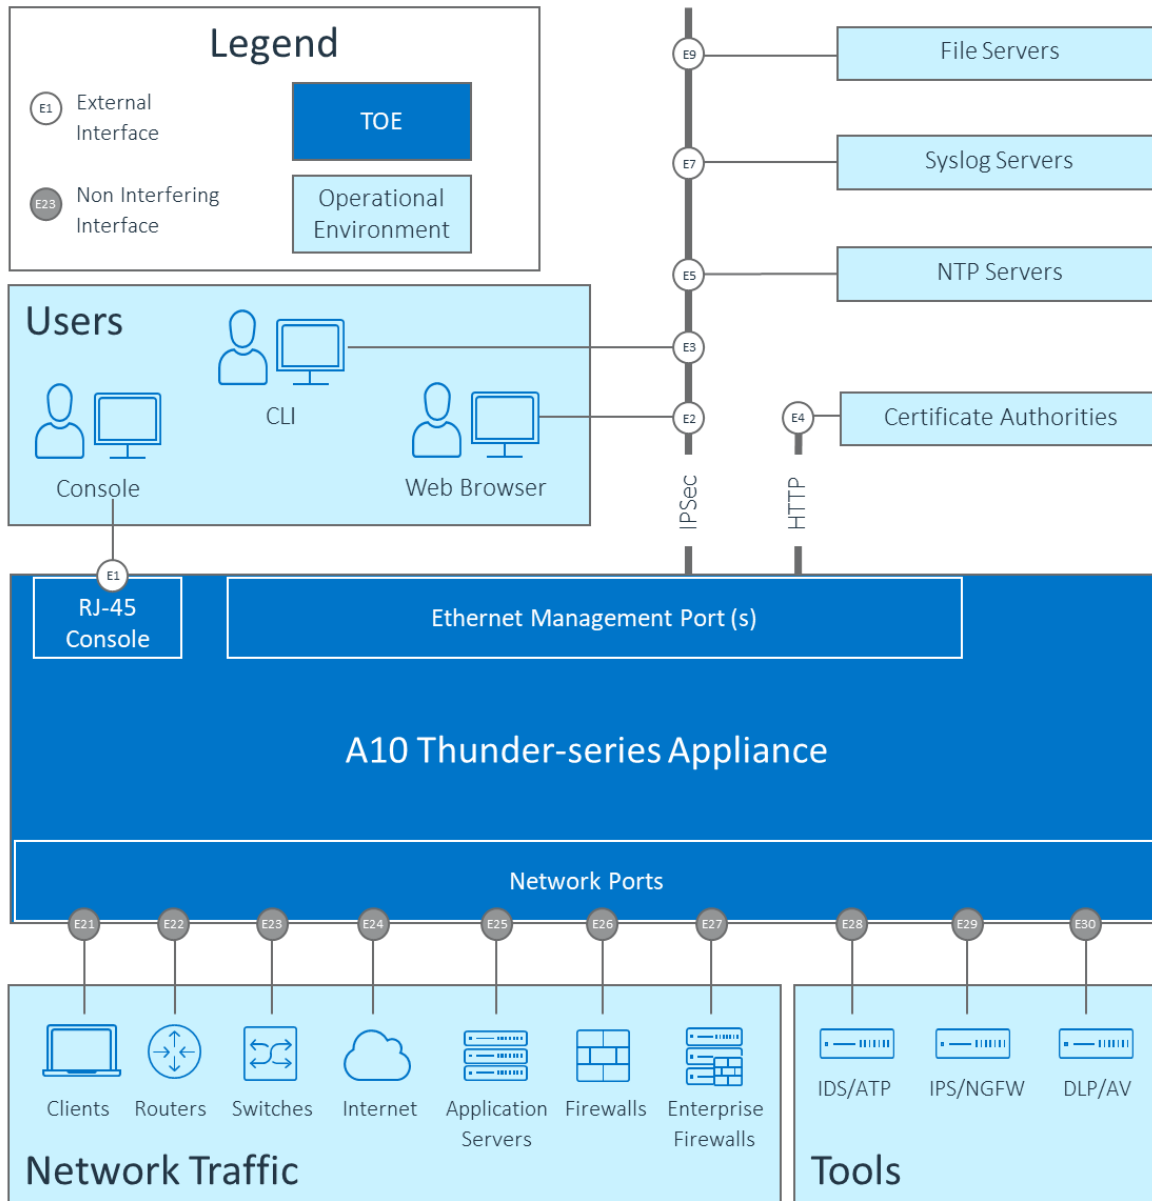 Legend
E1
External
Interface
TOE
E23
Non Interfering
Interface
Operational
Environment
E9
File Servers
E7
Syslog Servers
E5
NTP Servers
Users
E3
CLI
E2
E4
Certificate Authorities
Console
Web Browser
IPSec
HTTP
E1
RJ-45
Console
Ethernet Management Port (s)
A10 Thunder-series Appliance
Network Ports
E21
E22
E23
E24
E25
E26
E27
E28
E29
E30
Clients
Routers
Switches
Internet
Application
Servers
Firewalls
Enterprise
Firewalls
IDS/ATP
IPS/NGFW
DLP/AV
Network Traffic
Tools